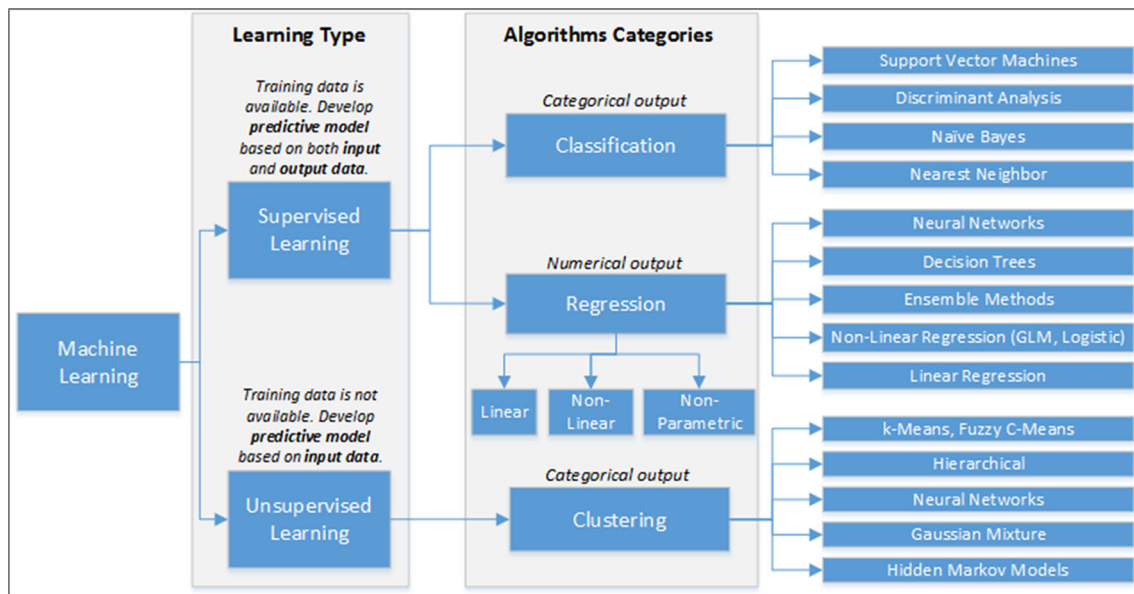 Learning Type
Training data is
available. Develop
predictive model
based on both input
and output data.
Supervised
Learning
Machine
Learning
Training data is not
available. Develop
predictive model
based on input data.
Unsupervised
Learning
Algorithms Categories
Categorical output
Classification
Numerical output
Regression
Linear
Non-
Linear
Non-
Parametric
Categorical output
Clustering
Support Vector Machines
Discriminant Analysis
Naïve Bayes
Nearest Neighbor
Neural Networks
Decision Trees
Ensemble Methods
Non-Linear Regression (GLM, Logistic)
Linear Regression
k-Means, Fuzzy C-Means
Hierarchical
Neural Networks
Gaussian Mixture
Hidden Markov Models